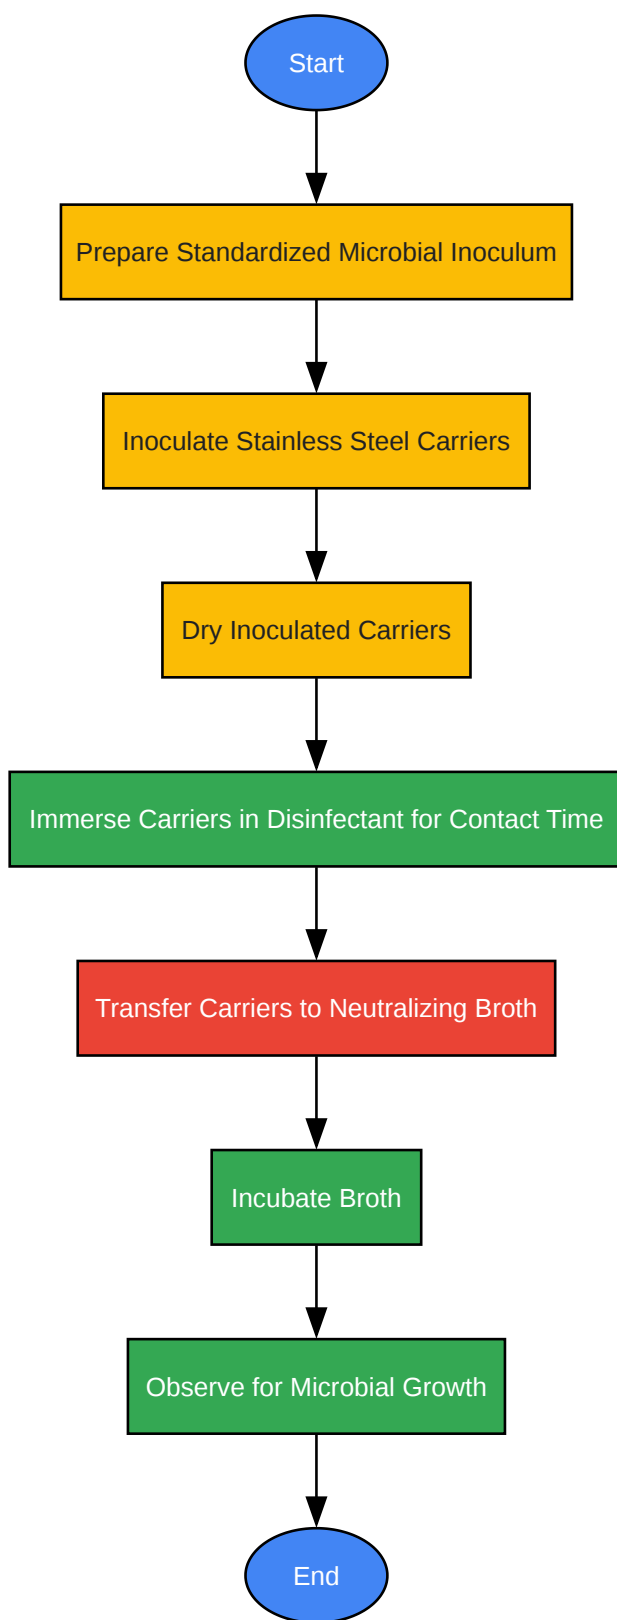 Start
Prepare Standardized Microbial Inoculum
Inoculate Stainless Steel Carriers
Dry Inoculated Carriers
Immerse Carriers in Disinfectant for Contact Time
Transfer Carriers to Neutralizing Broth
Incubate Broth
Observe for Microbial Growth
End